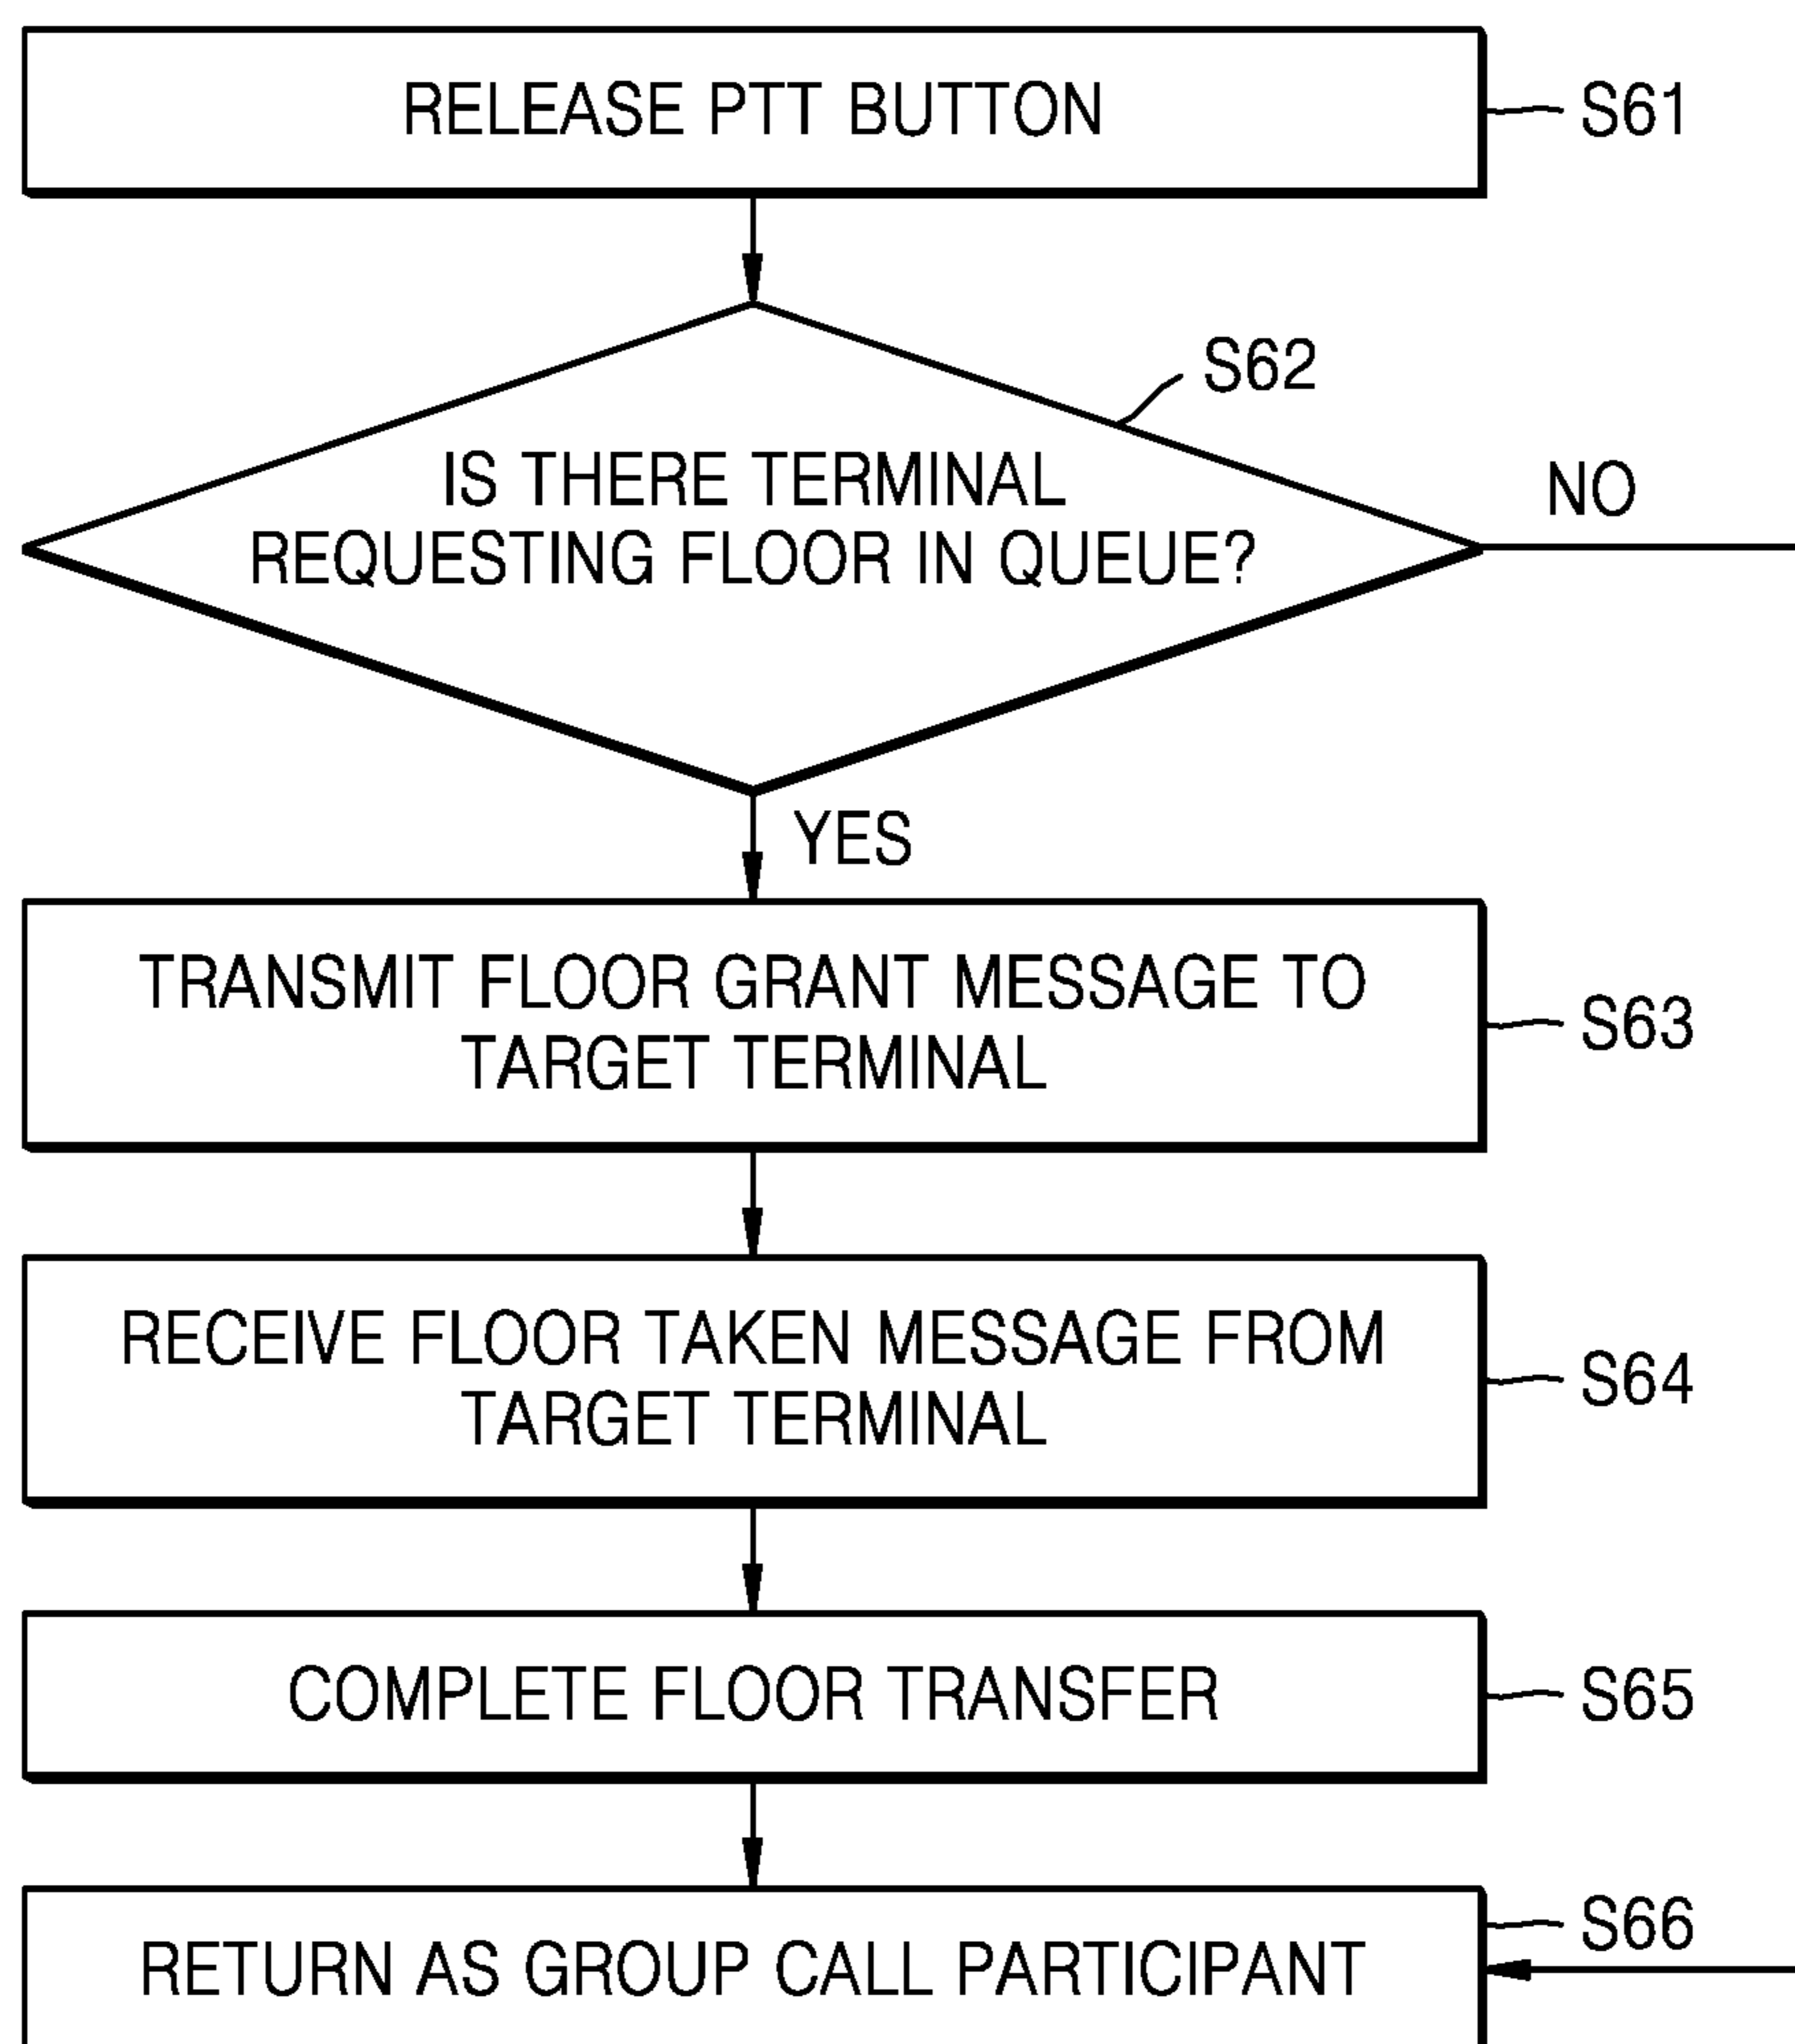 RELEASE PTT BUTTON
S61
S62
IS THERE TERMINAL
REQUESTING FLOOR IN QUEUE?
NO
YES
TRANSMIT FLOOR GRANT MESSAGE TO
TARGET TERMINAL
S63
RECEIVE FLOOR TAKEN MESSAGE FROM
TARGET TERMINAL
S64
COMPLETE FLOOR TRANSFER
S65
RETURN AS GROUP CALL PARTICIPANT
S66